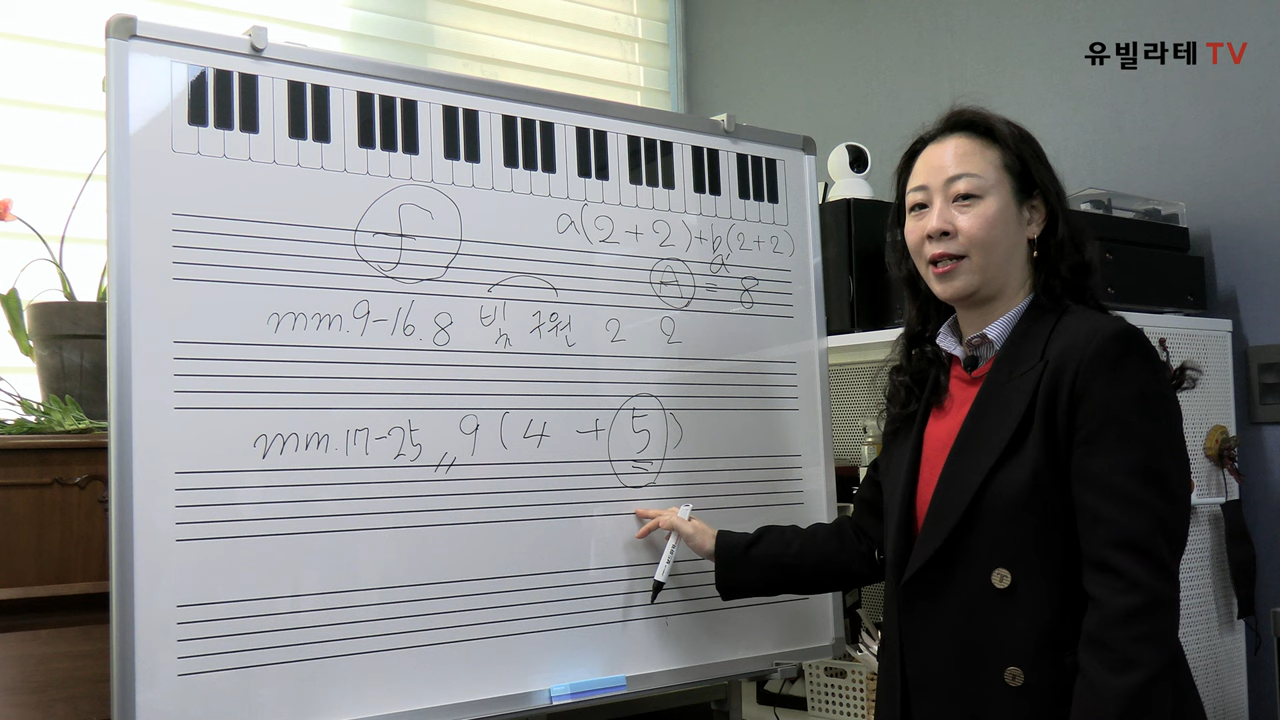 유빌라테 TV
f
a(2+2)+b(2+2)
a'
A = 8
mm.9-16. 8 빛 구원 2 2
mm.17-25,, 9 (4 + 5)